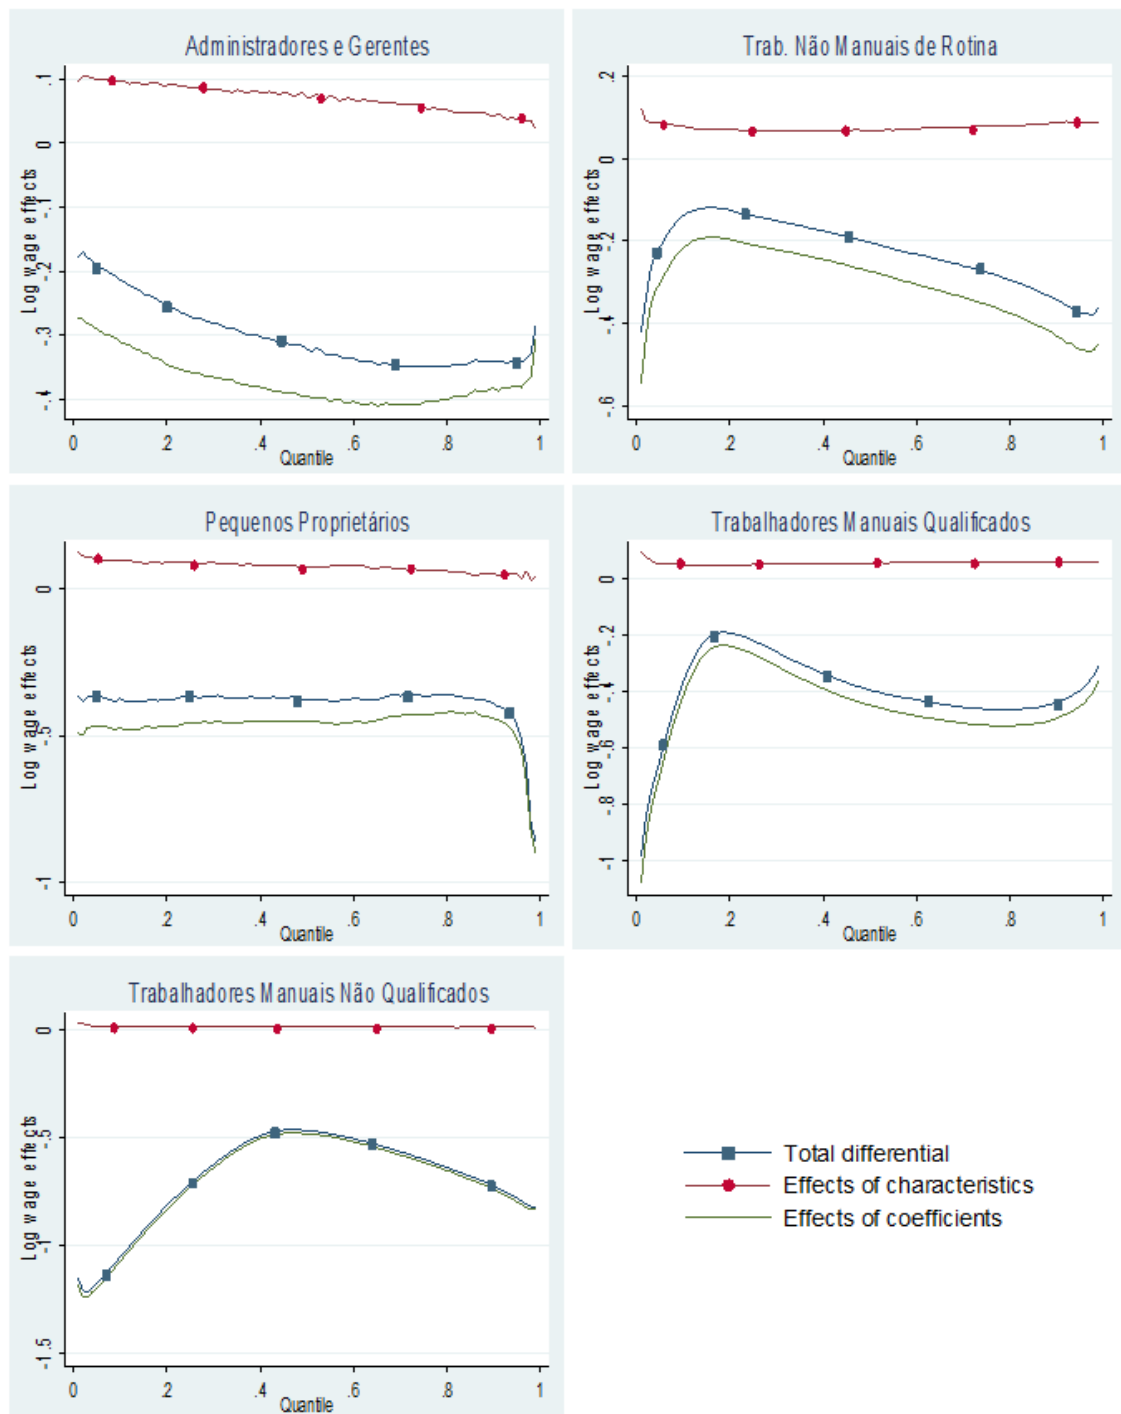 Administradores e Gerentes
.1
0
-.1
-.2
-.3
-.4
Log wage effects
0 .2 .4 .6 .8 1
Quantile
Trab. Não Manuais de Rotina
.2
0
-.2
-.4
-.6
Log wage effects
0 .2 .4 .6 .8 1
Quantile
Pequenos Proprietários
0
-.5
-1
Log wage effects
0 .2 .4 .6 .8 1
Quantile
Trabalhadores Manuais Qualificados
0
-.2
-.4
-.6
-.8
-1
Log wage effects
0 .2 .4 .6 .8 1
Quantile
Trabalhadores Manuais Não Qualificados
0
-.5
-1
-1.5
Log wage effects
0 .2 .4 .6 .8 1
Quantile
Total differential
Effects of characteristics
Effects of coefficients